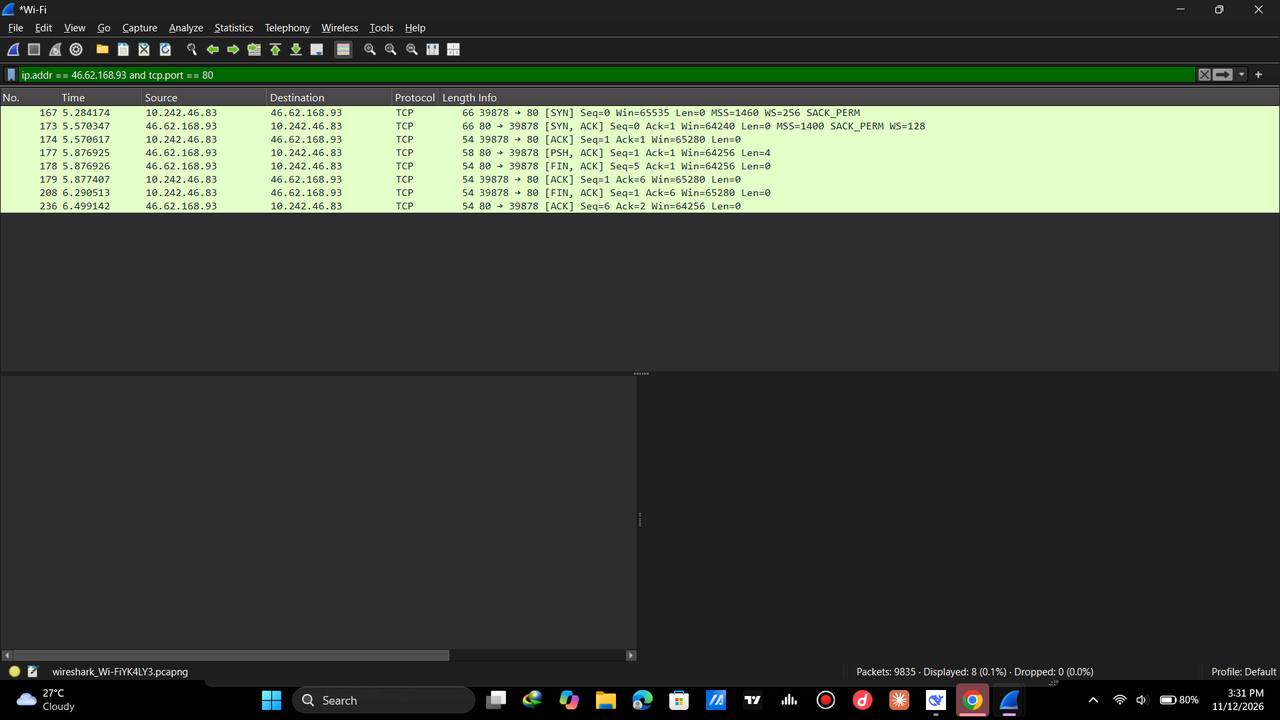 *Wi-Fi
File Edit View Go Capture Analyze Statistics Telephony Wireless Tools Help
ip.addr == 46.62.168.93 and tcp.port == 80
No. Time Source Destination Protocol Length Info
167 5.284174 10.242.46.83 46.62.168.93 TCP 66 39878 → 80 [SYN] Seq=0 Win=65535 Len=0 MSS=1460 WS=256 SACK_PERM
173 5.570347 46.62.168.93 10.242.46.83 TCP 66 80 → 39878 [SYN, ACK] Seq=0 Ack=1 Win=64240 Len=0 MSS=1400 SACK_PERM WS=128
174 5.570617 10.242.46.83 46.62.168.93 TCP 54 39878 → 80 [ACK] Seq=1 Ack=1 Win=65280 Len=0
177 5.876925 46.62.168.93 10.242.46.83 TCP 58 80 → 39878 [PSH, ACK] Seq=1 Ack=1 Win=64256 Len=4
178 5.876926 46.62.168.93 10.242.46.83 TCP 54 80 → 39878 [FIN, ACK] Seq=5 Ack=1 Win=64256 Len=0
179 5.877407 10.242.46.83 46.62.168.93 TCP 54 39878 → 80 [ACK] Seq=1 Ack=6 Win=65280 Len=0
208 6.290513 10.242.46.83 46.62.168.93 TCP 54 39878 → 80 [FIN, ACK] Seq=1 Ack=6 Win=65280 Len=0
236 6.499142 46.62.168.93 10.242.46.83 TCP 54 80 → 39878 [ACK] Seq=6 Ack=2 Win=64256 Len=0
wireshark_Wi-FiYK4LY3.pcapng Packets: 9835 · Displayed: 8 (0.1%) · Dropped: 0 (0.0%) Profile: Default
27°C
Cloudy
Search
80%
3:31 PM
11/12/2026